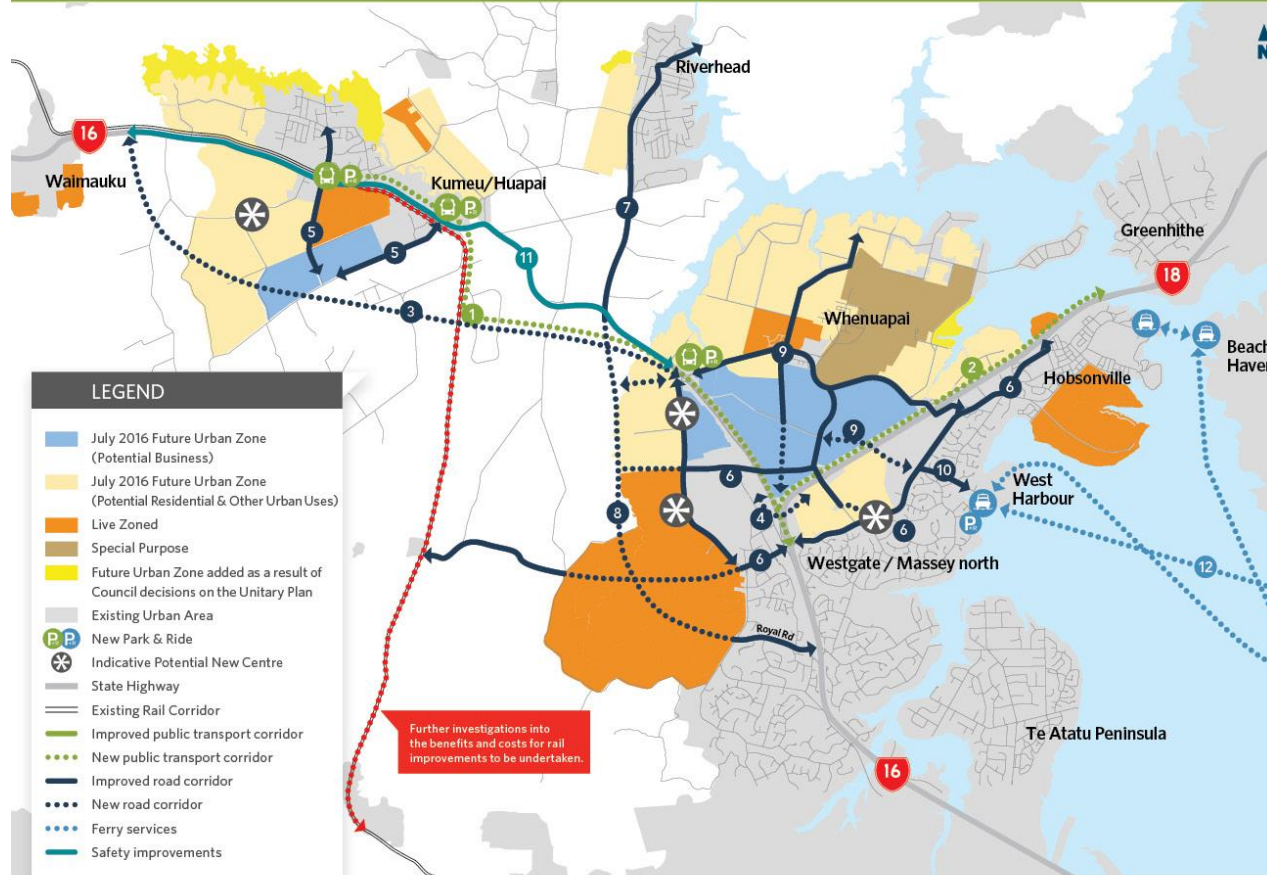 N
Riverhead
16
Waimauku
Kumeu/Huapai
7
Greenhithe
18
5
5
11
3
1
Whenuapai
9
2
Beach
Haven
Hobsonville
6
9
6
10
West
Harbour
8
4
6
6
Westgate / Massey north
12
Royal Rd
Te Atatu Peninsula
16
Further investigations into
the benefits and costs for rail
improvements to be undertaken.
LEGEND
July 2016 Future Urban Zone
(Potential Business)
July 2016 Future Urban Zone
(Potential Residential & Other Urban Uses)
Live Zoned
Special Purpose
Future Urban Zone added as a result of
Council decisions on the Unitary Plan
Existing Urban Area
P P New Park & Ride
Indicative Potential New Centre
State Highway
Existing Rail Corridor
Improved public transport corridor
New public transport corridor
Improved road corridor
New road corridor
Ferry services
Safety improvements
P
P
P
P